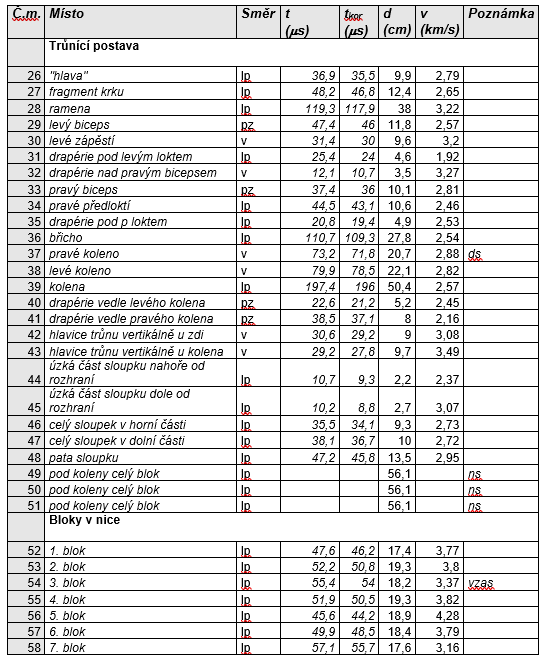 Č.m. Místo Směr t (µs) tkor (µs) d (cm) v (km/s) Poznámka
Trůnící postava
26 "hlava" lp 36,9 35,5 9,9 2,79
27 fragment krku lp 48,2 46,8 12,4 2,65
28 ramena lp 119,3 117,9 38 3,22
29 levý biceps pz 47,4 46 11,8 2,57
30 levé zápěstí v 31,4 30 9,6 3,2
31 drapérie pod levým loktem lp 25,4 24 4,6 1,92
32 drapérie nad pravým bicepsem v 12,1 10,7 3,5 3,27
33 pravý biceps pz 37,4 36 10,1 2,81
34 pravé předloktí lp 44,5 43,1 10,6 2,46
35 drapérie pod p loktem lp 20,8 19,4 4,9 2,53
36 břicho lp 110,7 109,3 27,8 2,54
37 pravé koleno v 73,2 71,8 20,7 2,88 ds
38 levé koleno v 79,9 78,5 22,1 2,82
39 kolena lp 197,4 196 50,4 2,57
40 drapérie vedle levého kolena pz 22,6 21,2 5,2 2,45
41 drapérie vedle pravého kolena pz 38,5 37,1 8 2,16
42 hlavice trůnu vertikálně u zdi v 30,6 29,2 9 3,08
43 hlavice trůnu vertikálně u kolena v 29,2 27,8 9,7 3,49
úzká část sloupku nahoře od
44 rozhraní lp 10,7 9,3 2,2 2,37
úzká část sloupku dole od
45 rozhraní lp 10,2 8,8 2,7 3,07
46 celý sloupek v horní části lp 35,5 34,1 9,3 2,73
47 celý sloupek v dolní části lp 38,1 36,7 10 2,72
48 pata sloupku lp 47,2 45,8 13,5 2,95
49 pod koleny celý blok lp 56,1 ns
50 pod koleny celý blok lp 56,1 ns
51 pod koleny celý blok lp 56,1 ns
Bloky v nice
52 1. blok lp 47,6 46,2 17,4 3,77
53 2. blok lp 52,2 50,8 19,3 3,8
54 3. blok lp 55,4 54 18,2 3,37 vzas
55 4. blok lp 51,9 50,5 19,3 3,82
56 5. blok lp 45,6 44,2 18,9 4,28
57 6. blok lp 49,9 48,5 18,4 3,79
58 7. blok lp 57,1 55,7 17,6 3,16